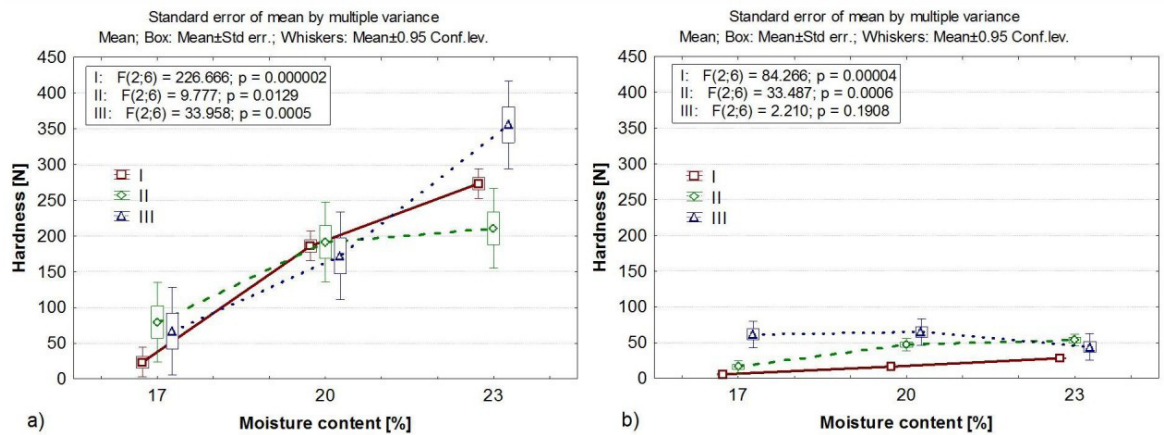 Standard error of mean by multiple variance
Mean; Box: Mean±Std err.; Whiskers: Mean±0.95 Conf.lev.
450
400
350
300
250
200
150
100
50
0
Hardness [N]
I: F(2;6) = 226.666; p = 0.000002
II: F(2;6) = 9.777; p = 0.0129
III: F(2;6) = 33.958; p = 0.0005
I
II
III
17 20 23
Moisture content [%]
a)
Standard error of mean by multiple variance
Mean; Box: Mean±Std err.; Whiskers: Mean±0.95 Conf.lev.
450
400
350
300
250
200
150
100
50
0
Hardness [N]
I: F(2;6) = 84.266; p = 0.00004
II: F(2;6) = 33.487; p = 0.0006
III: F(2;6) = 2.210; p = 0.1908
I
II
III
17 20 23
Moisture content [%]
b)